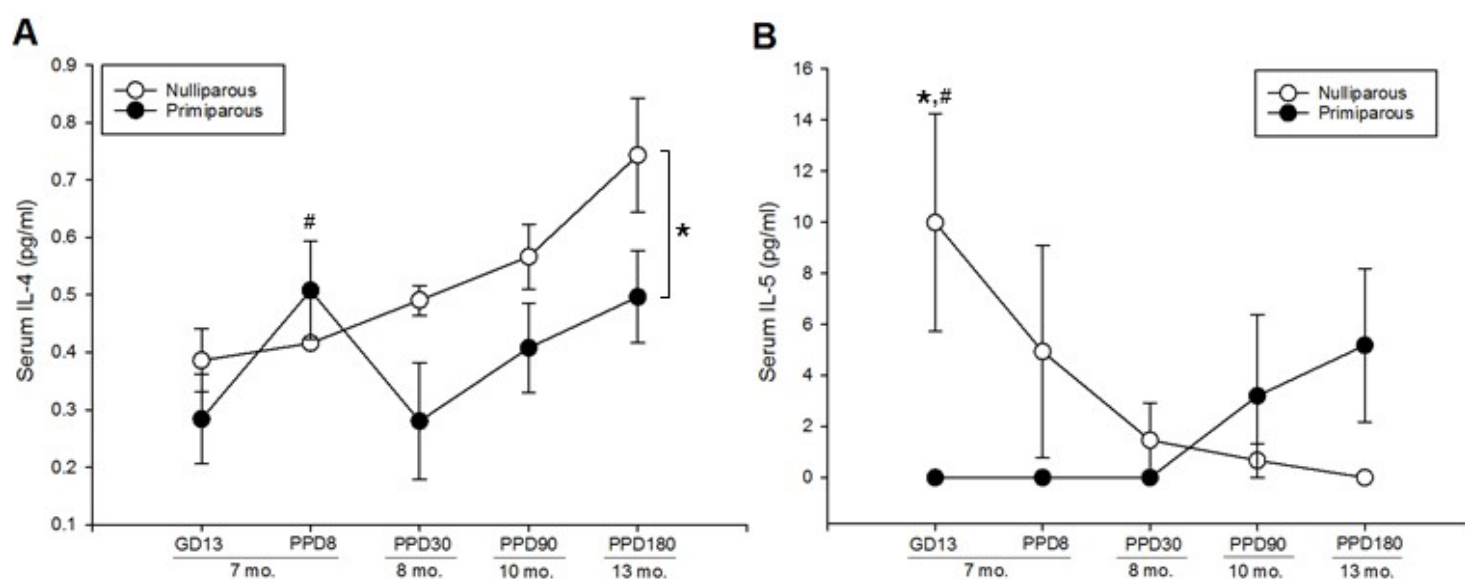 A
Serum IL-4 (pg/ml)
0.9
0.8
0.7
0.6
0.5
0.4
0.3
0.2
0.1
Nulliparous
Primiparous
#
*
GD13 PPD8 PPD30 PPD90 PPD180
7 mo. 8 mo. 10 mo. 13 mo.
B
Serum IL-5 (pg/ml)
16
14
12
10
8
6
4
2
0
Nulliparous
Primiparous
*,#
GD13 PPD8 PPD30 PPD90 PPD180
7 mo. 8 mo. 10 mo. 13 mo.